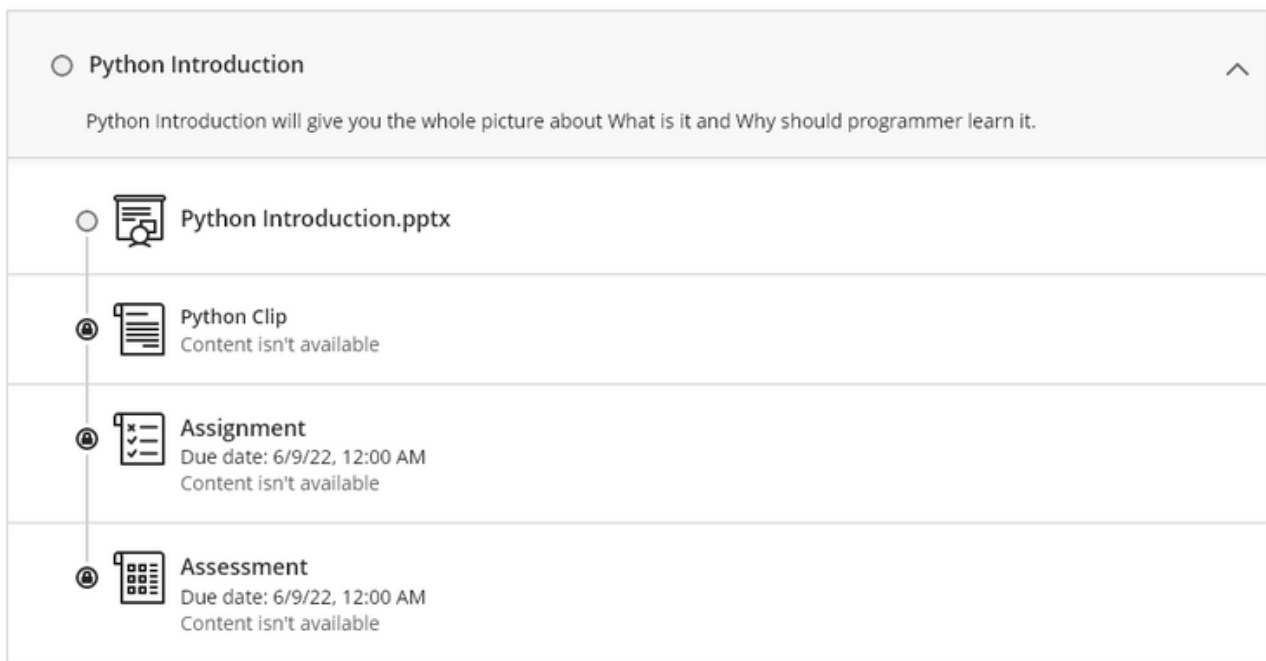 Python Introduction
Python Introduction will give you the whole picture about What is it and Why should programmer learn it.
Python Introduction.pptx
Python Clip
Content isn't available
Assignment
Due date: 6/9/22, 12:00 AM
Content isn't available
Assessment
Due date: 6/9/22, 12:00 AM
Content isn't available